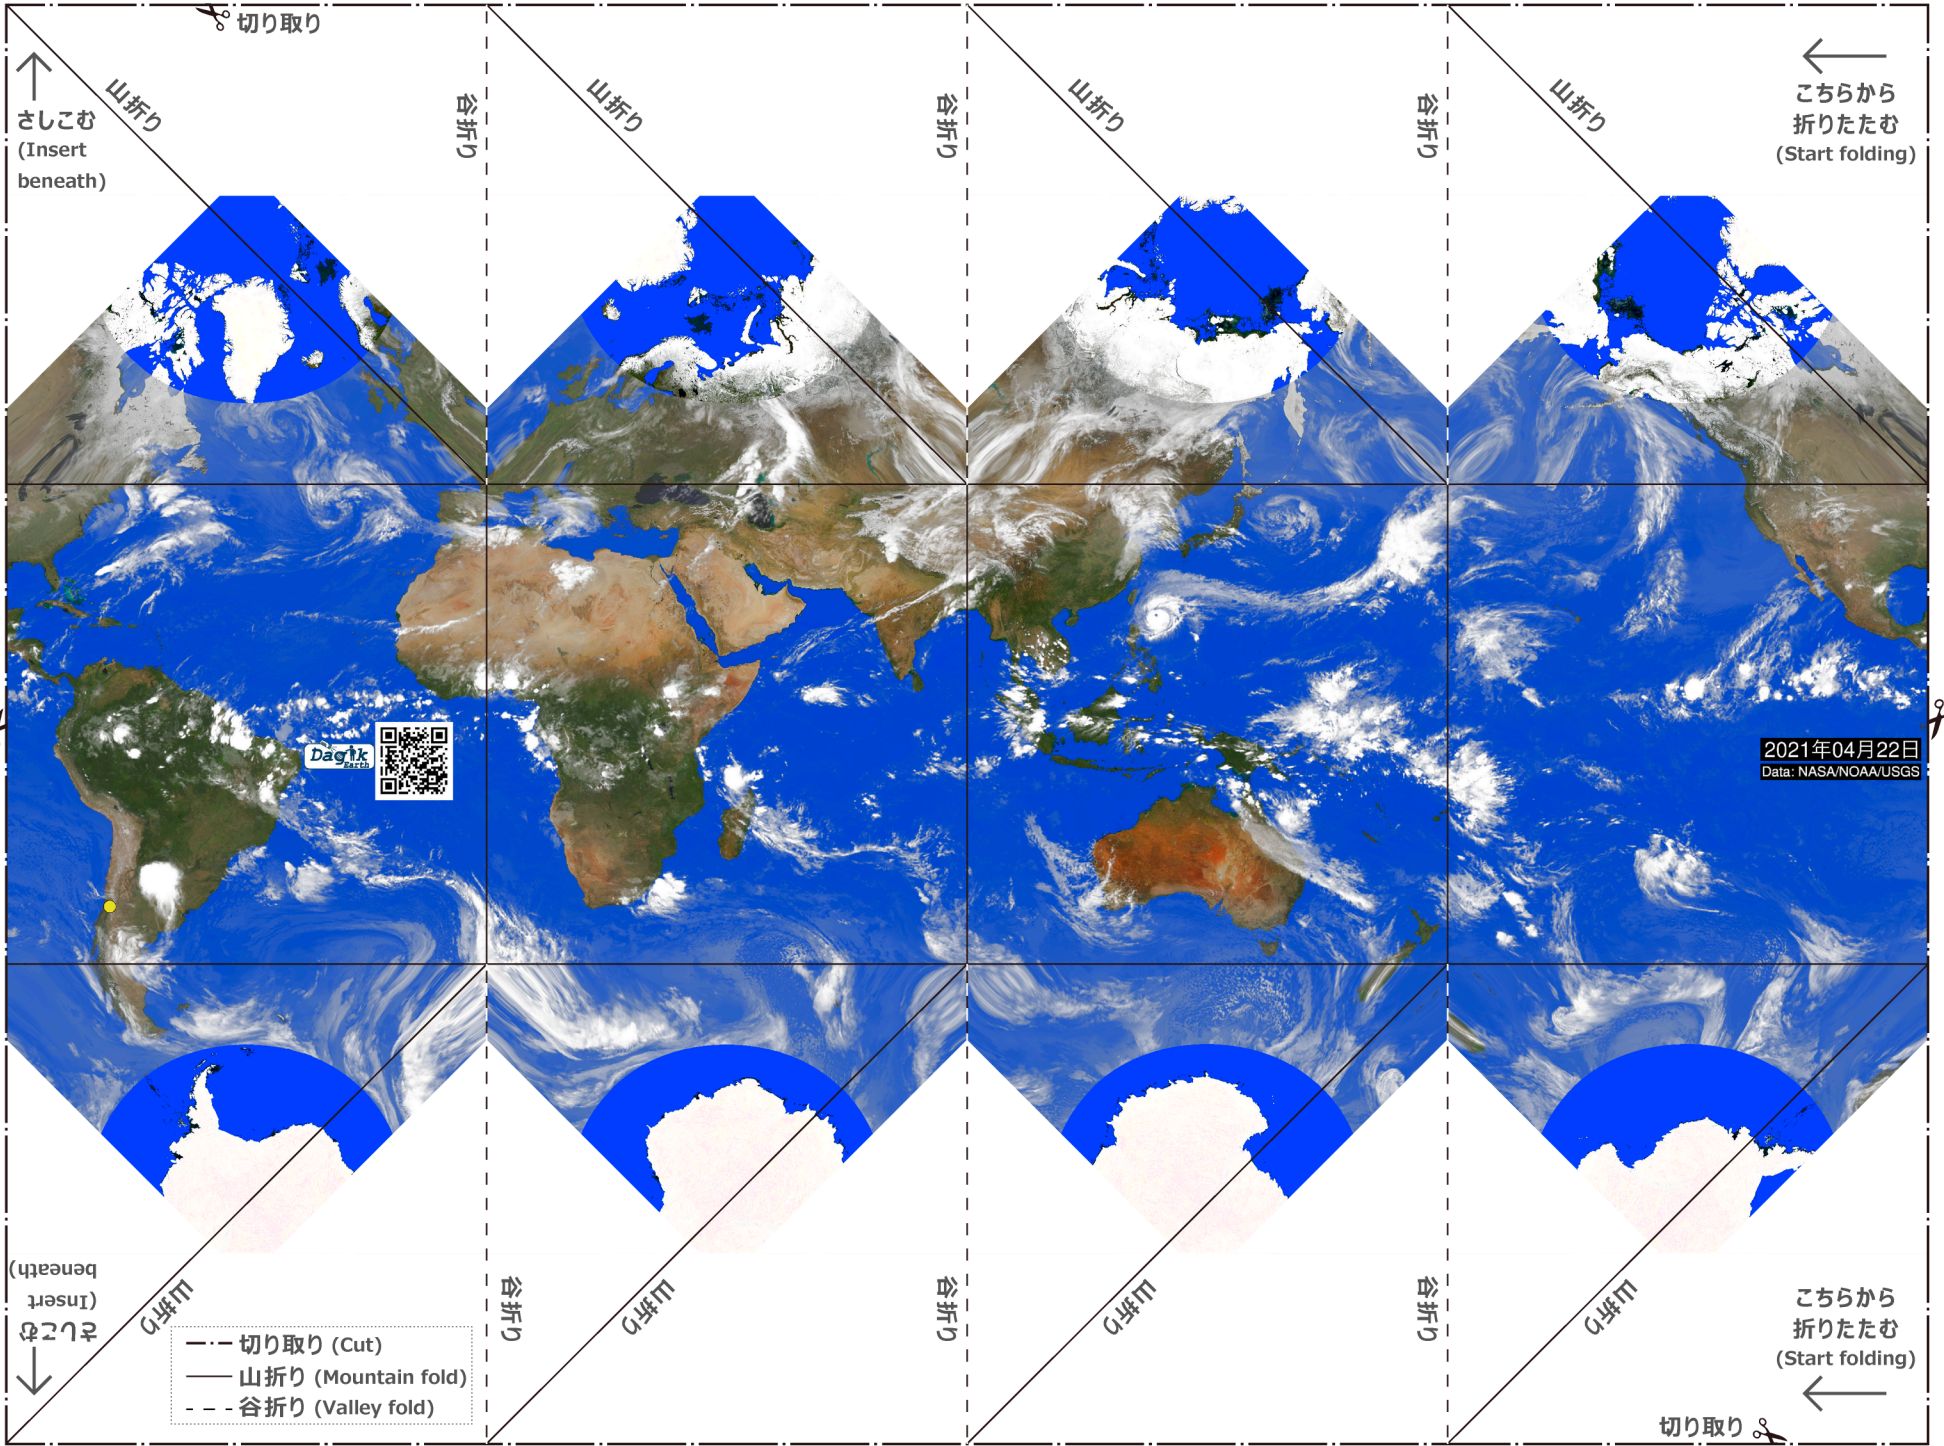 切り取り
山折り
谷折り
山折り
谷折り
山折り
谷折り
山折り
さしこむ
(Insert
beneath)
こちらから
折りたたむ
(Start folding)
Dagik
Earth
2021年04月22日
Data: NASA/NOAA/USGS
さしこむ
(Insert
beneath)
山折り
谷折り
山折り
谷折り
山折り
谷折り
山折り
切り取り (Cut)
山折り (Mountain fold)
谷折り (Valley fold)
こちらから
折りたたむ
(Start folding)
切り取り